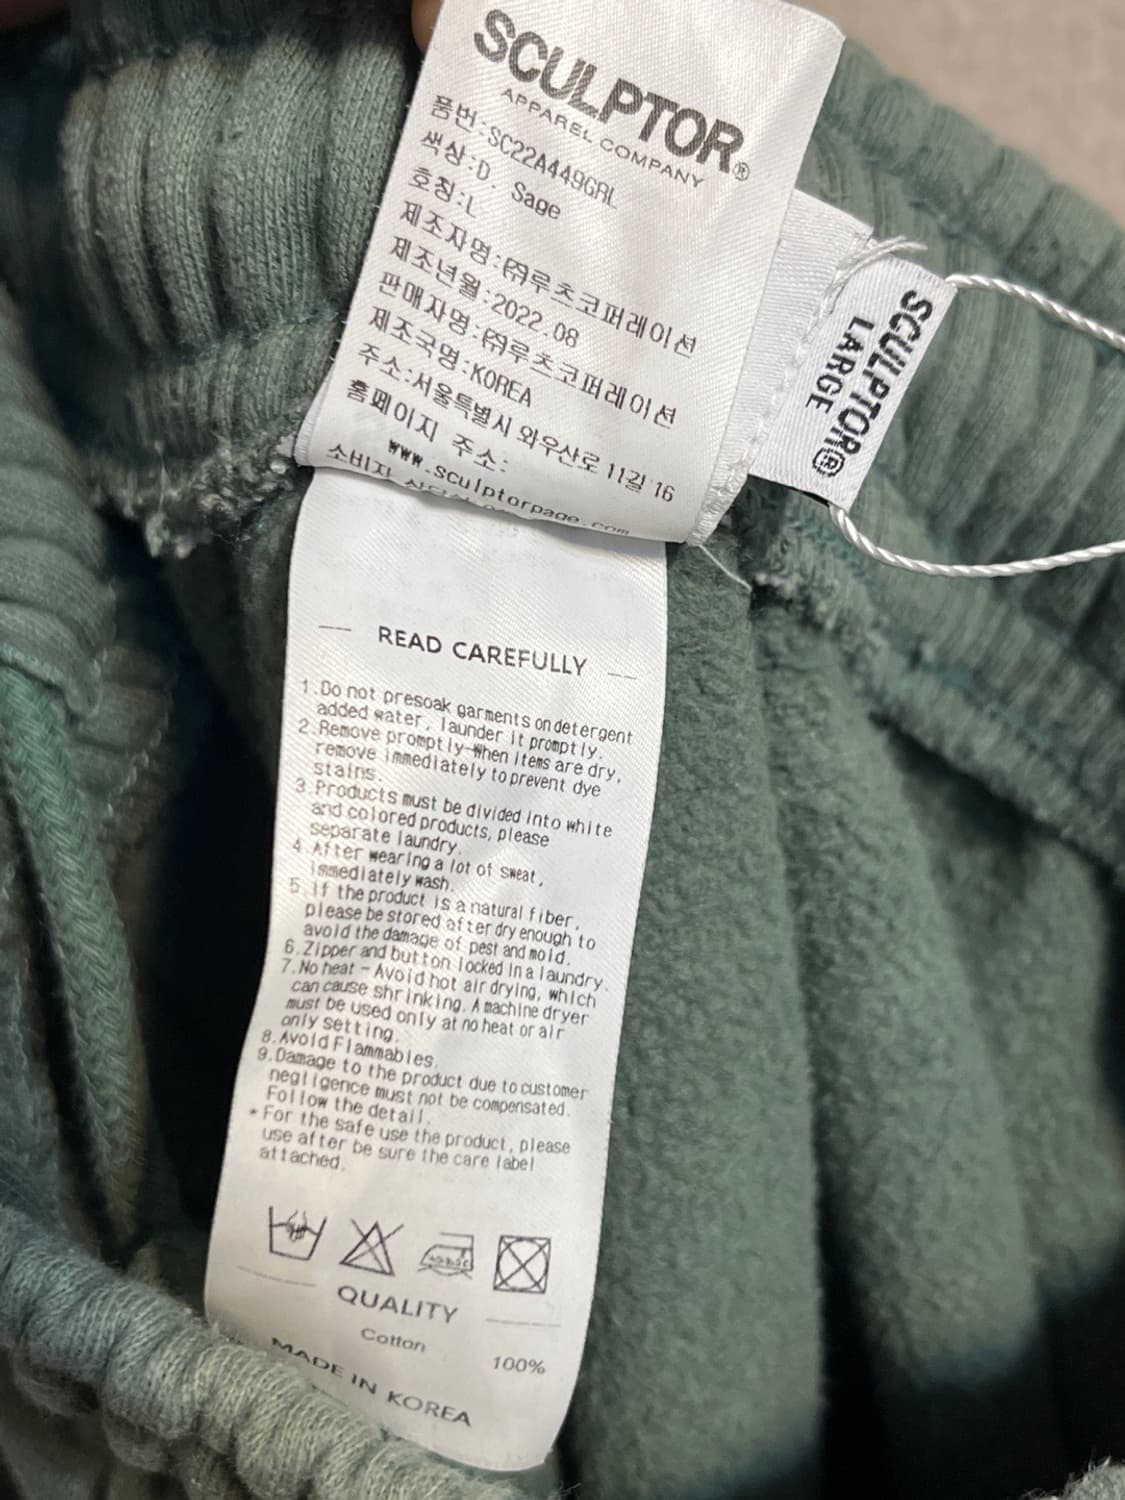 SCULPTOR®
APPAREL COMPANY
품번:SC22A449GRL
색상:D. Sage
호칭:L
제조자명:㈜루츠코퍼레이션
제조년월:2022.08
판매자명:㈜루츠코퍼레이션
제조국명:KOREA
주소:서울특별시 와우산로 11길 16
홈페이지 주소:
www.sculptorpage.com
소비자 상담실
SCULPTOR®
LARGE
READ CAREFULLY
1.Do not presoak garments on detergent
added water, launder it promptly.
2.Remove promptly-When items are dry,
remove immediately to prevent dye
stains.
3.Products must be divided into white
and colored products, please
separate laundry.
4.After wearing a lot of sweat,
immediately wash.
5.If the product is a natural fiber,
please be stored after dry enough to
avoid the damage of pest and mold.
6.Zipper and button locked in a laundry.
7.No heat - Avoid hot air drying, which
can cause shrinking. A machine dryer
must be used only at no heat or air
only setting.
8.Avoid Flammables.
9.Damage to the product due to customer
negligence must not be compensated.
Follow the detail.
* For the safe use the product, please
use after be sure the care label
attached.
QUALITY
Cotton 100%
MADE IN KOREA